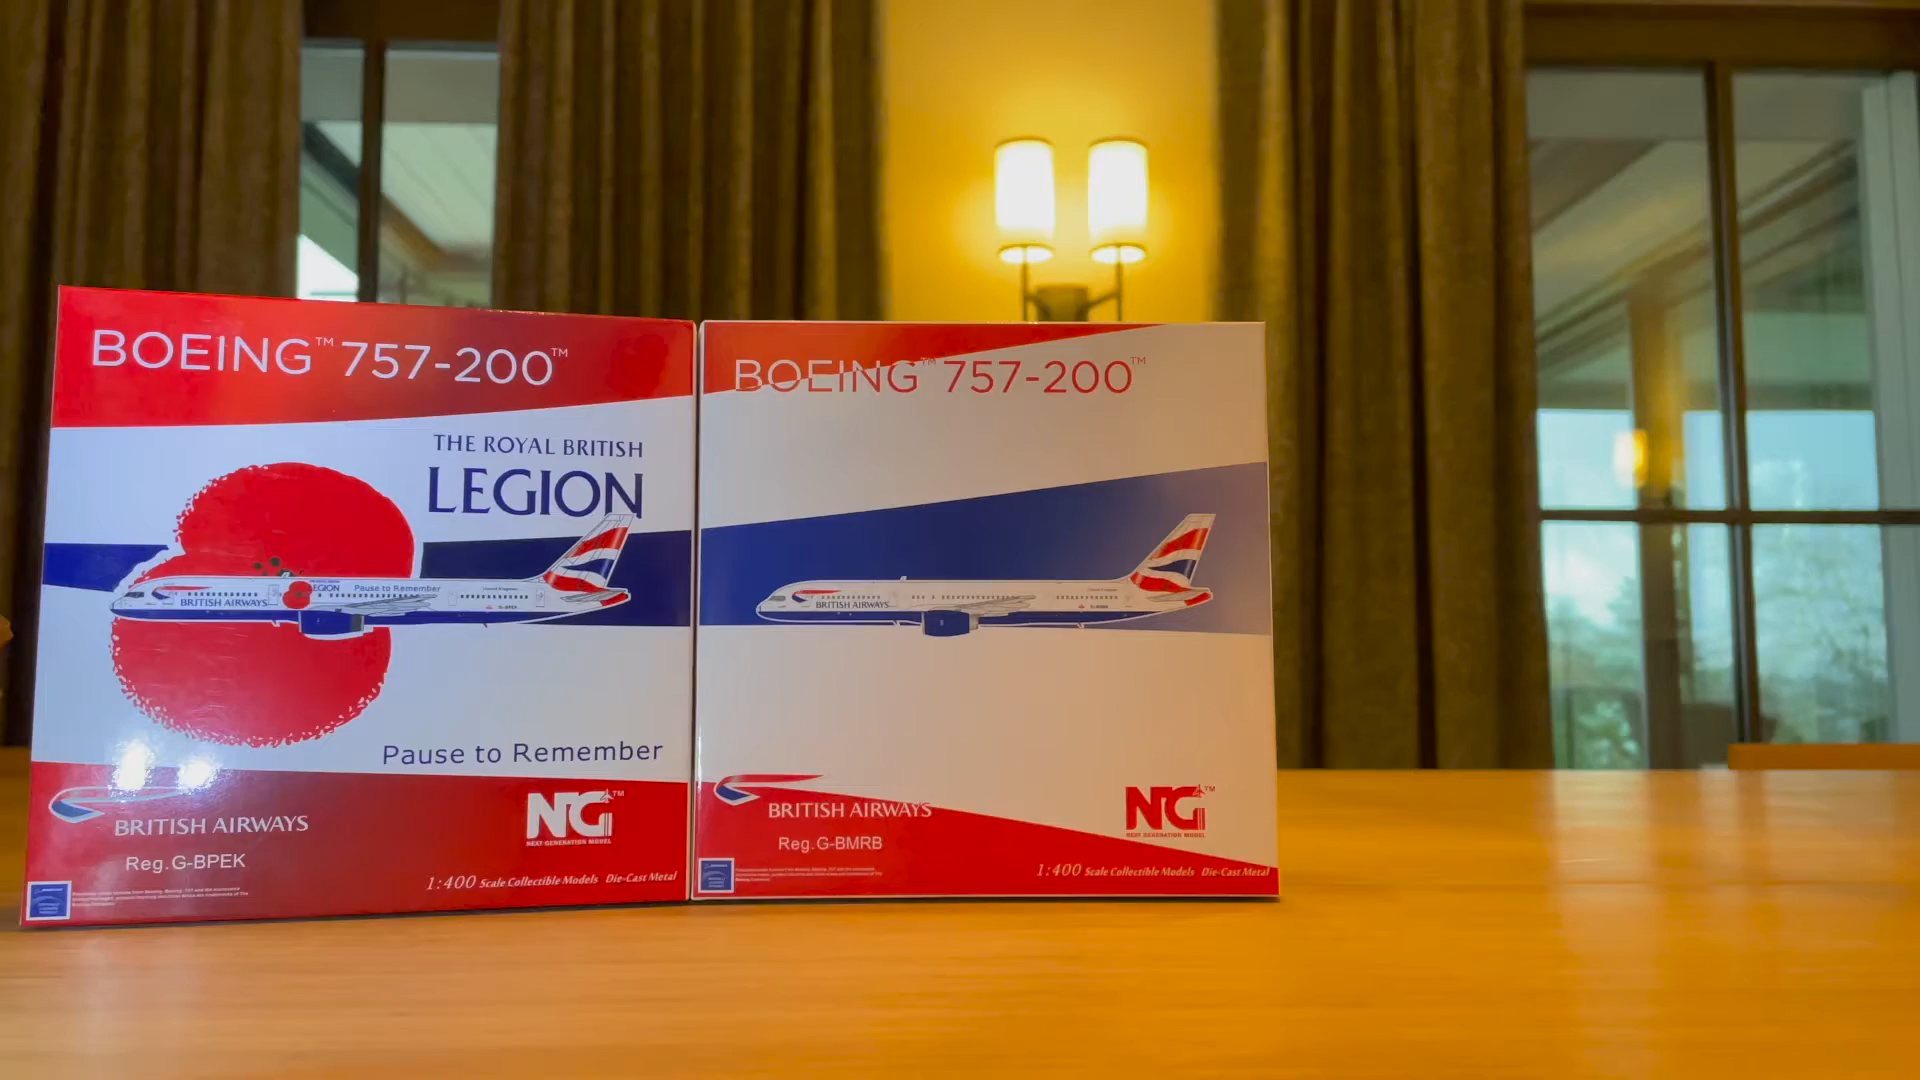 BOEING™ 757-200™
THE ROYAL BRITISH
LEGION
LEGION
Pause to Remember
BRITISH AIRWAYS
Pause to Remember
BRITISH AIRWAYS
Reg.G-BPEK
NG™
NEXT GENERATION MODEL
1:400 Scale Collectible Models Die-Cast Metal
BOEING™ 757-200™
BRITISH AIRWAYS
BRITISH AIRWAYS
Reg.G-BMRB
NG™
NEXT GENERATION MODEL
1:400 Scale Collectible Models Die-Cast Metal